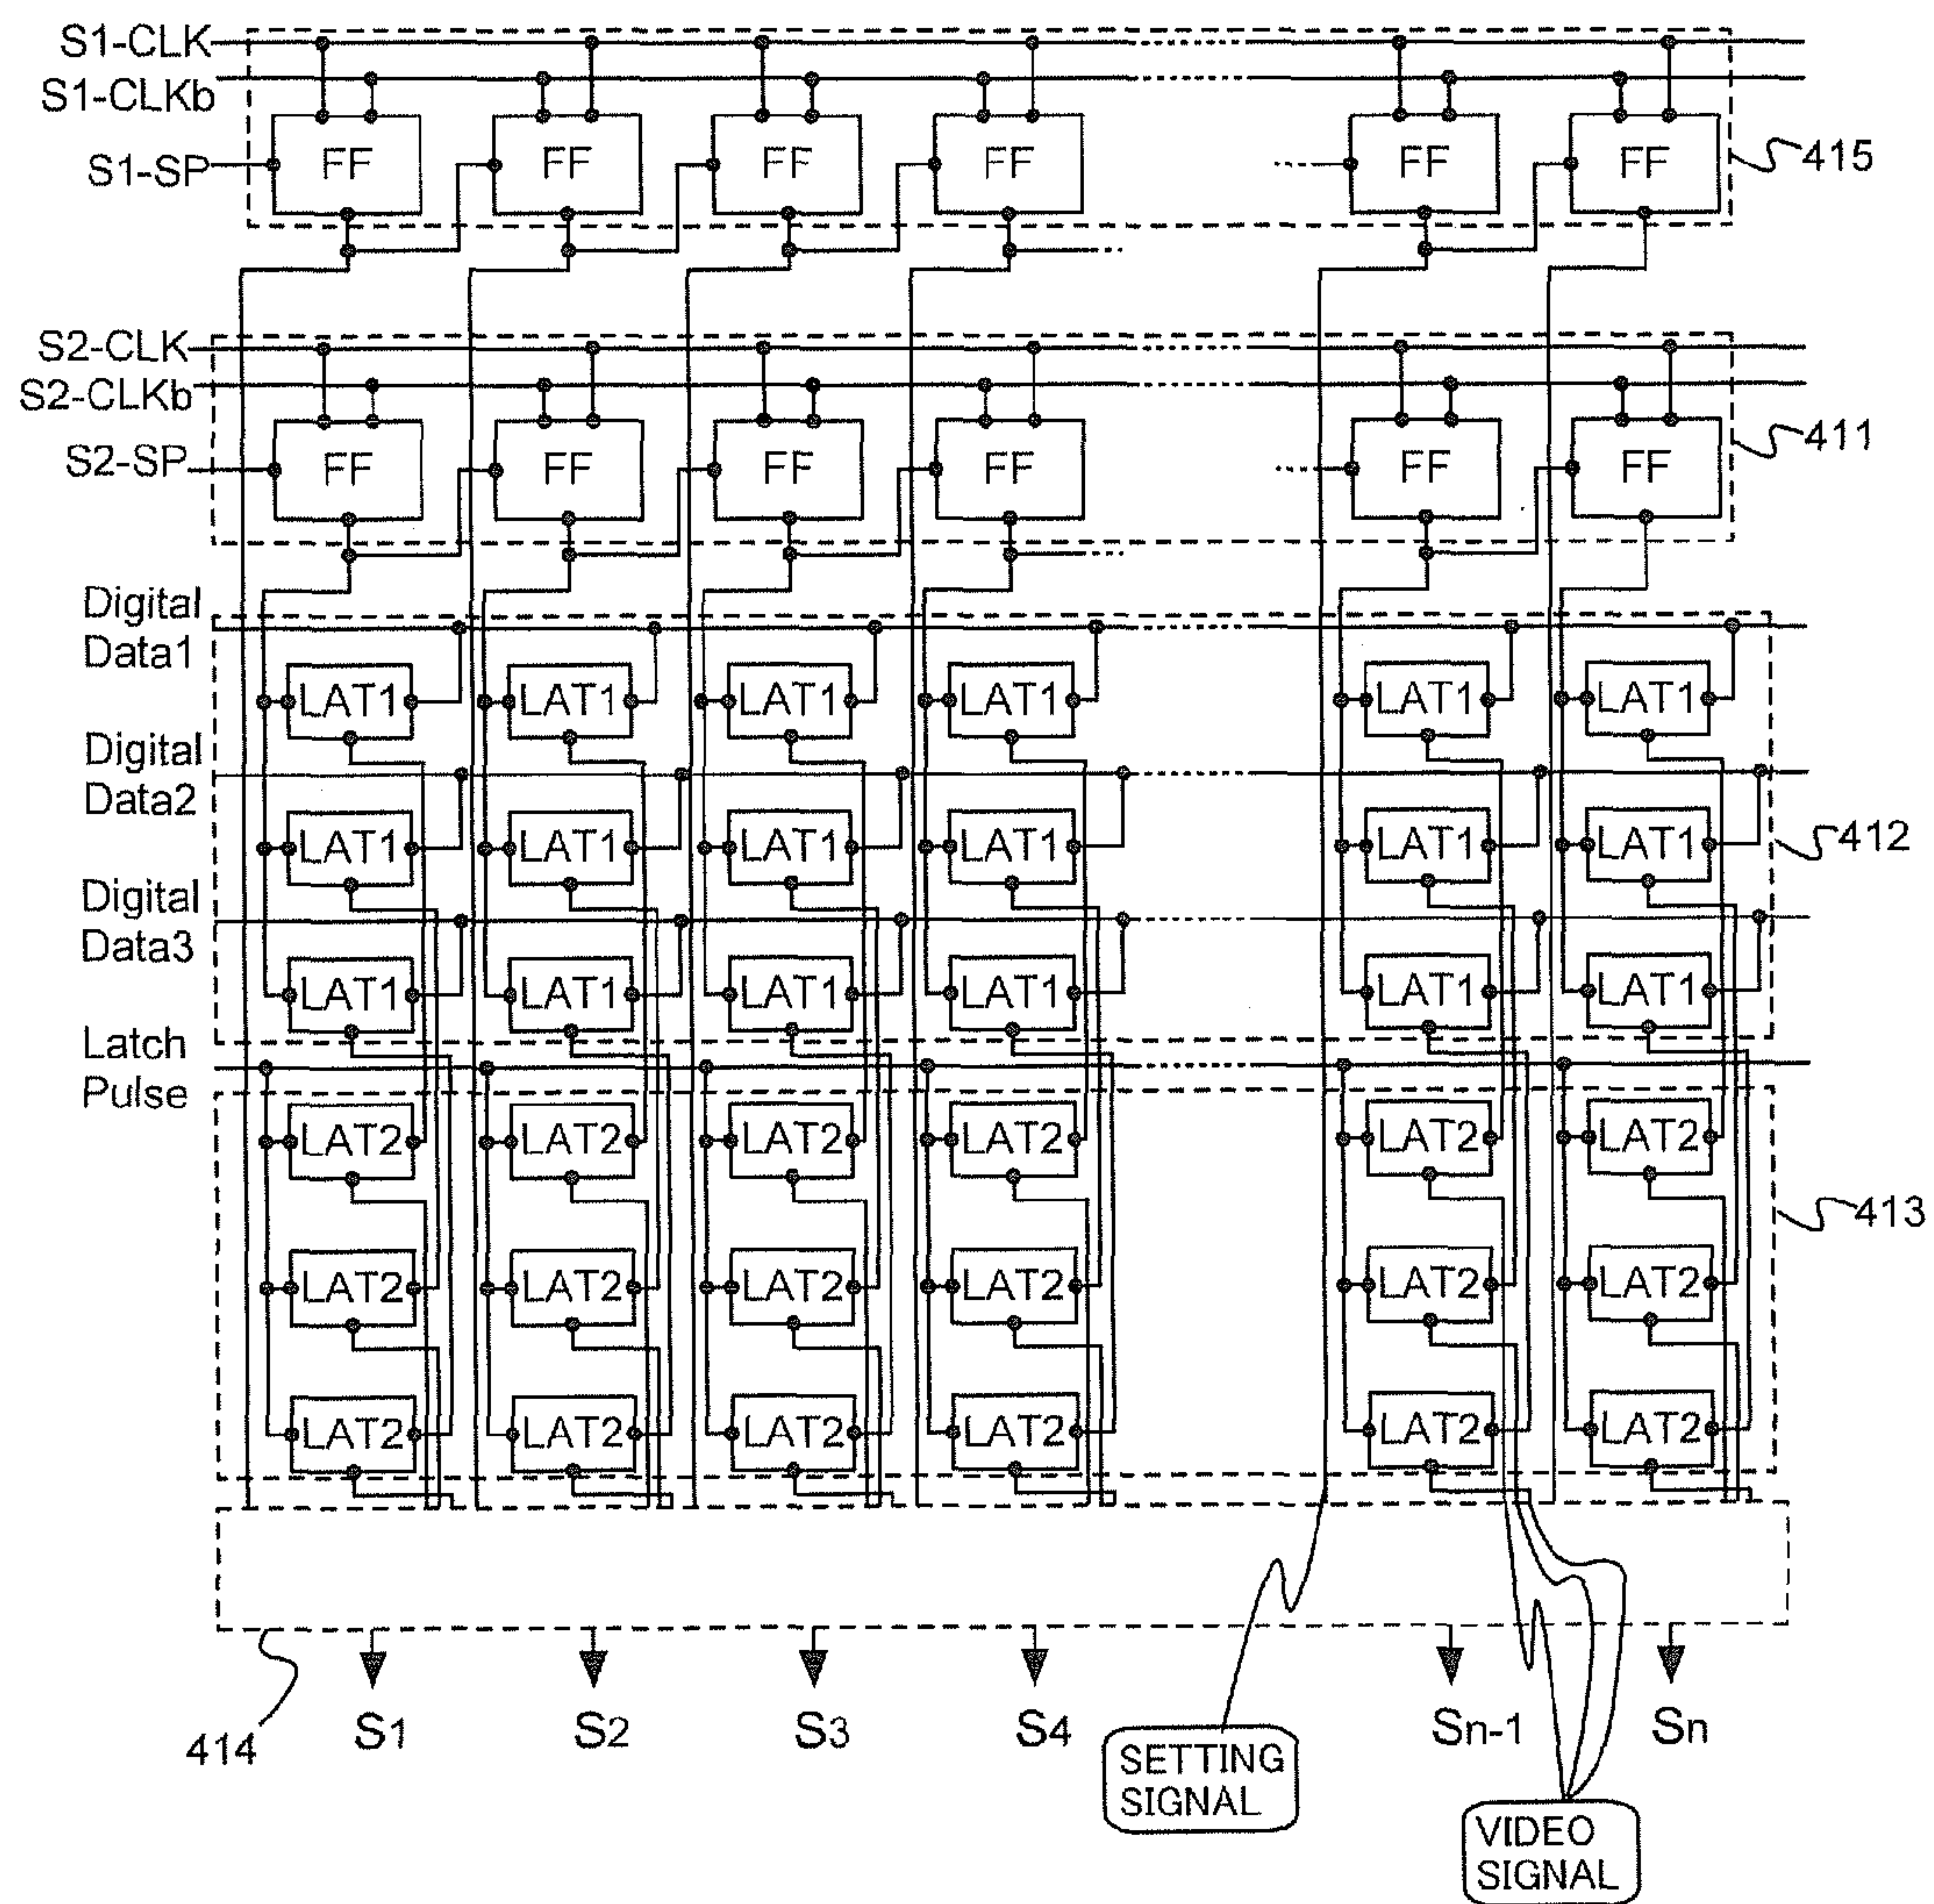 S1-CLK
S1-CLKb
S1-SP
FF FF FF FF FF FF
415
S2-CLK
S2-CLKb
S2-SP
FF FF FF FF FF FF
411
Digital
Data1
LAT1 LAT1 LAT1 LAT1 LAT1 LAT1
Digital
Data2
LAT1 LAT1 LAT1 LAT1 LAT1 LAT1
412
Digital
Data3
LAT1 LAT1 LAT1 LAT1 LAT1 LAT1
Latch
Pulse
LAT2 LAT2 LAT2 LAT2 LAT2 LAT2
413
LAT2 LAT2 LAT2 LAT2 LAT2 LAT2
LAT2 LAT2 LAT2 LAT2 LAT2 LAT2
414
S1 S2 S3 S4 Sn-1 Sn
SETTING
SIGNAL
VIDEO
SIGNAL